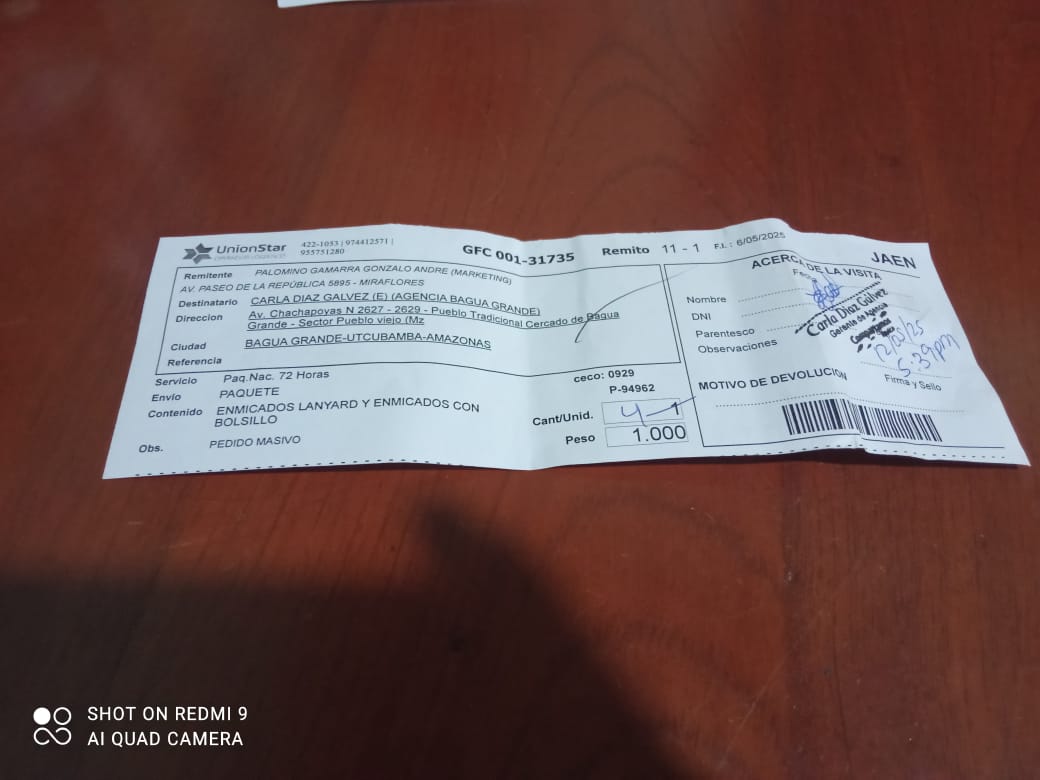 UnionStar
422-1053 | 974412571 |
955751280
GFC 001-31735
Remito 11 - 1 F.I. : 6/05/2025
JAEN
Remitente PALOMINO GAMARRA GONZALO ANDRE (MARKETING)
AV. PASEO DE LA REPÚBLICA 5895 - MIRAFLORES
Destinatario CARLA DIAZ GALVEZ (E) (AGENCIA BAGUA GRANDE)
Direccion Av. Chachapoyas N 2627 - 2629 - Pueblo Tradicional Cercado de Bagua
Grande - Sector Pueblo viejo (Mz
Ciudad BAGUA GRANDE-UTCUBAMBA-AMAZONAS
Referencia
Servicio Paq.Nac. 72 Horas
Envío PAQUETE
Contenido ENMICADOS LANYARD Y ENMICADOS CON
BOLSILLO
Obs. PEDIDO MASIVO
ceco: 0929
P-94962
Cant/Unid. 4 1
Peso 1.000
ACERCA DE LA VISITA
Fecha
Nombre
DNI
Parentesco
Observaciones
Carla Diaz Gálvez
Gerente de Agencia
12/05/25
5:39pm
Firma y Sello
MOTIVO DE DEVOLUCION
SHOT ON REDMI 9
AI QUAD CAMERA